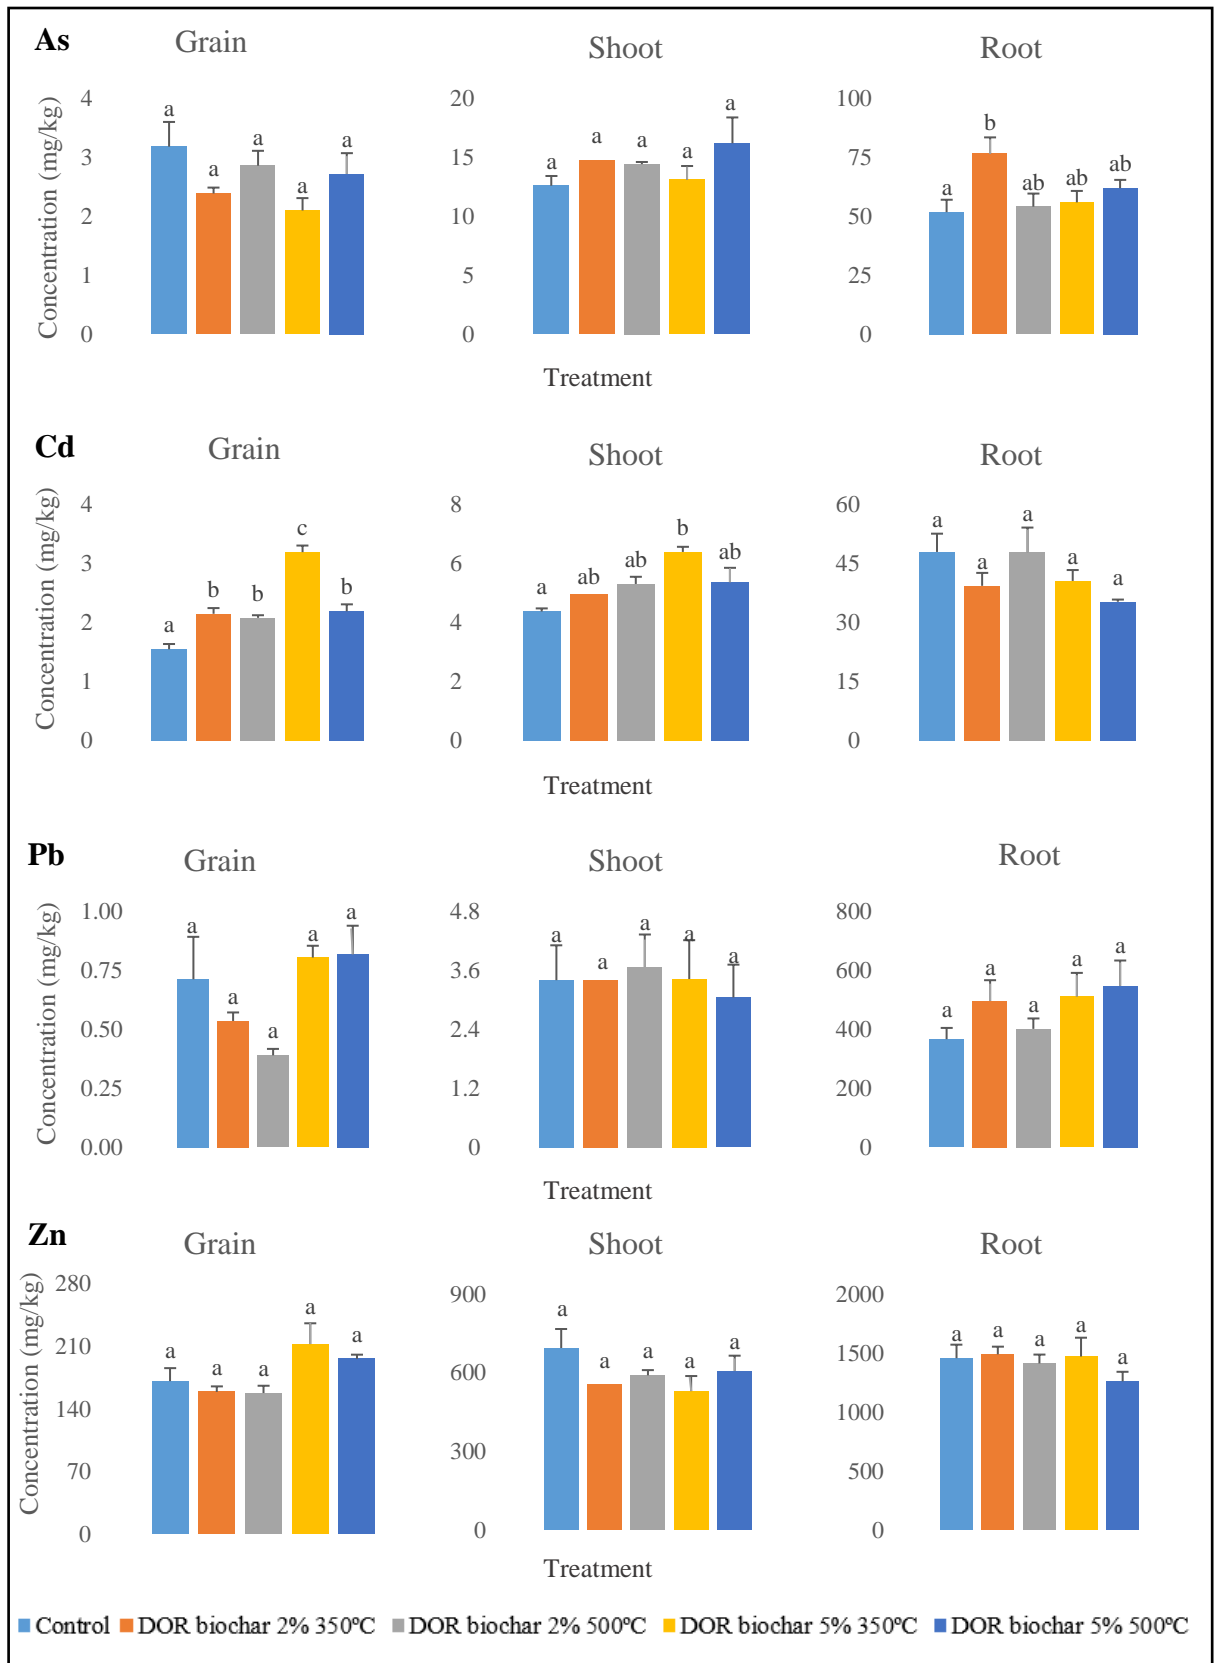 As
Grain
Shoot
Root
Concentration (mg/kg)
4
3
2
1
0
a
a
a
a
a
20
15
10
5
0
a
a
a
a
a
100
75
50
25
0
a
b
ab
ab
ab
Treatment
Cd
Grain
Shoot
Root
Concentration (mg/kg)
4
3
2
1
0
a
b
b
c
b
8
6
4
2
0
a
ab
ab
b
ab
60
45
30
15
0
a
a
a
a
a
Treatment
Pb
Grain
Shoot
Root
Concentration (mg/kg)
1.00
0.75
0.50
0.25
0.00
a
a
a
a
a
4.8
3.6
2.4
1.2
0
a
a
a
a
a
800
600
400
200
0
a
a
a
a
a
Treatment
Zn
Grain
Shoot
Root
Concentration (mg/kg)
280
210
140
70
0
a
a
a
a
a
900
600
300
0
a
a
a
a
a
2000
1500
1000
500
0
a
a
a
a
a
Treatment
Control DOR biochar 2% 350ºC DOR biochar 2% 500ºC DOR biochar 5% 350ºC DOR biochar 5% 500ºC